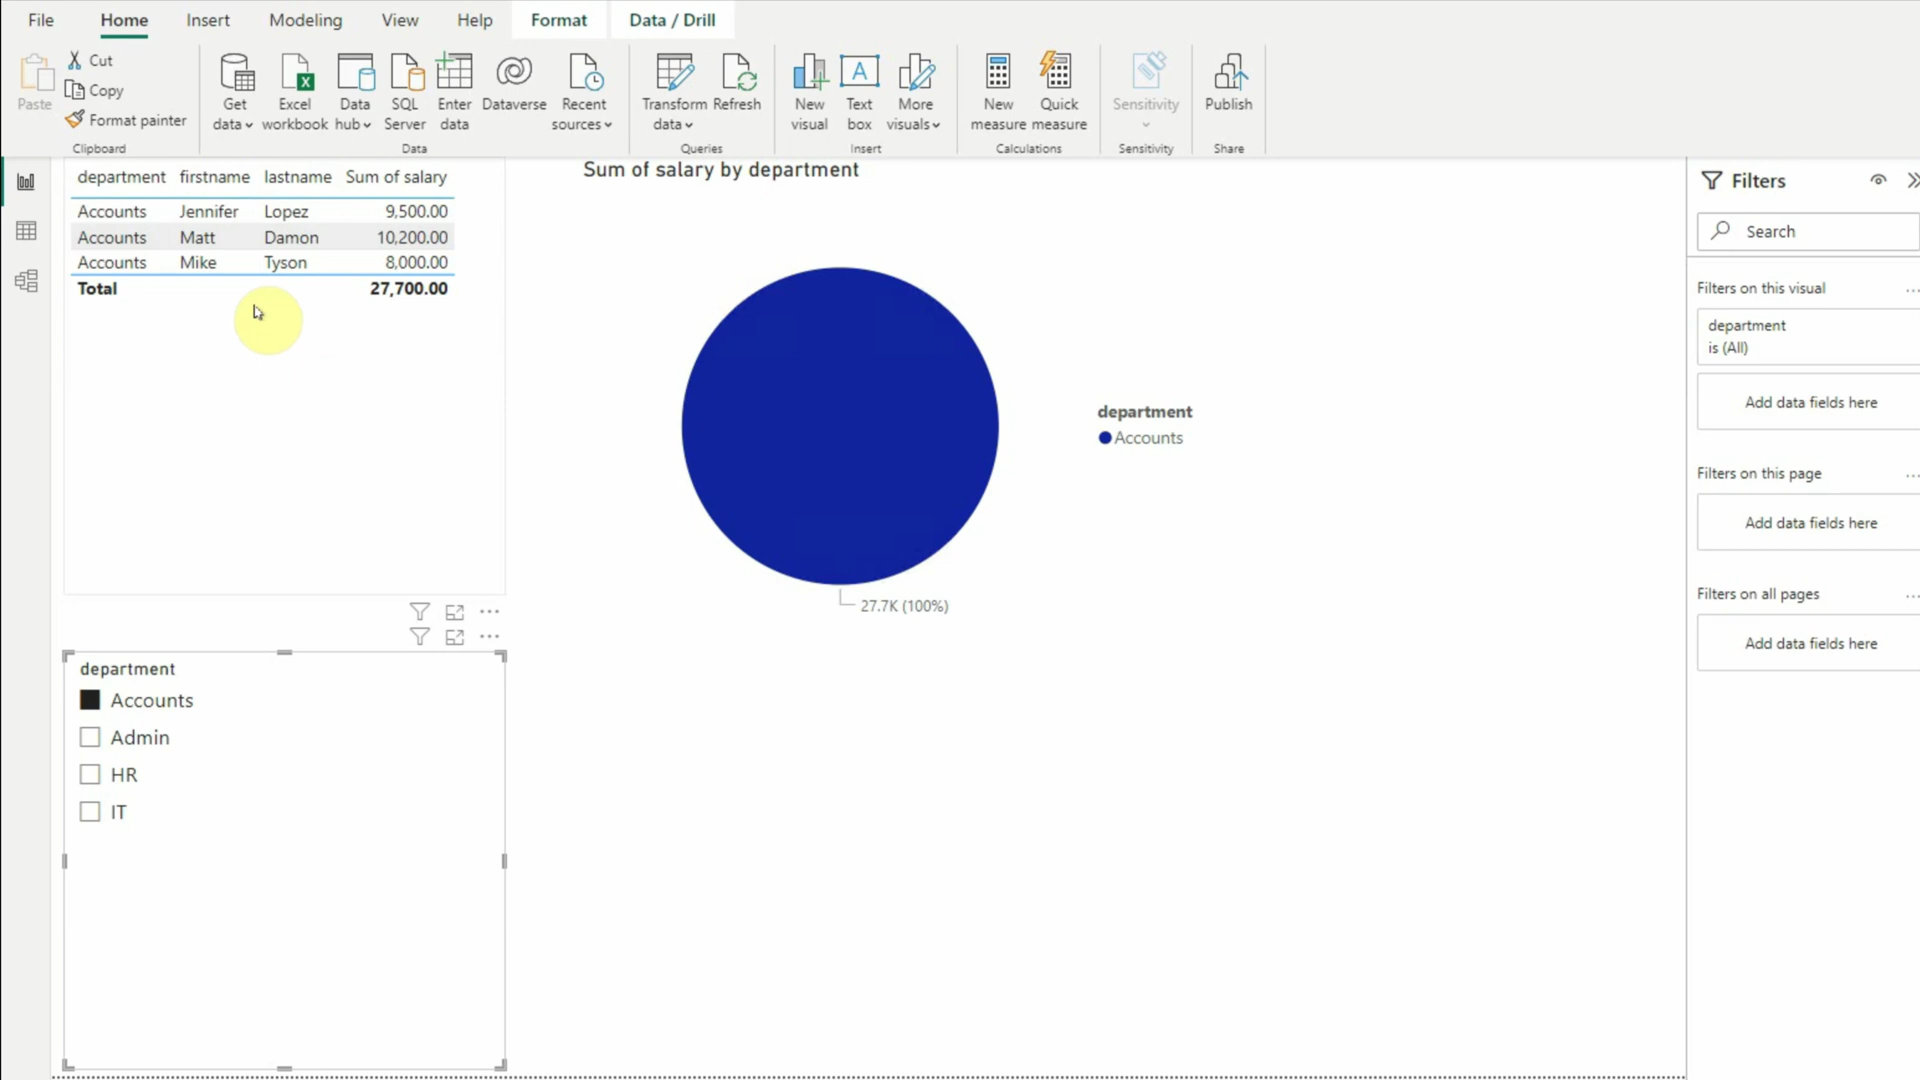 File Home Insert Modeling View Help Format Data / Drill
Paste
Cut
Copy
Format painter
Clipboard
Get data
Excel workbook
Data hub
SQL Server
Enter data
Dataverse
Recent sources
Data
Transform data
Refresh
Queries
New visual
Text box
More visuals
Insert
New measure
Quick measure
Calculations
Sensitivity
Sensitivity
Publish
Share
department firstname lastname Sum of salary
Accounts Jennifer Lopez 9,500.00
Accounts Matt Damon 10,200.00
Accounts Mike Tyson 8,000.00
Total 27,700.00
Sum of salary by department
27.7K (100%)
department
Accounts
department
Accounts
Admin
HR
IT
Filters
Search
Filters on this visual
department
is (All)
Add data fields here
Filters on this page
Add data fields here
Filters on all pages
Add data fields here